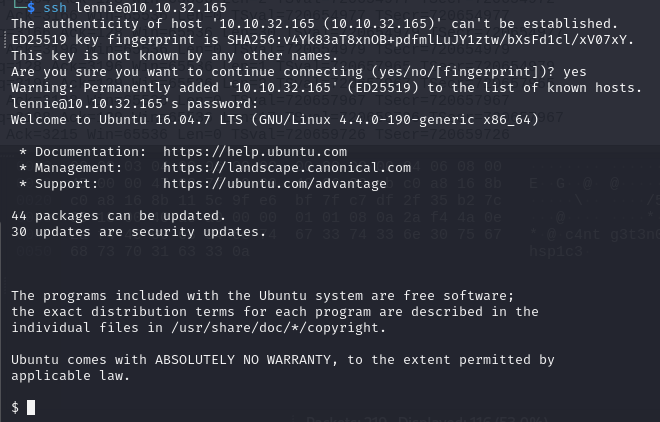 $ ssh lennie@10.10.32.165
The authenticity of host '10.10.32.165 (10.10.32.165)' can't be established.
ED25519 key fingerprint is SHA256:v4Yk83aT8xnOB+pdfmlLuJY1ztw/bXsFd1cl/xV07xY.
This key is not known by any other names.
Are you sure you want to continue connecting (yes/no/[fingerprint])? yes
Warning: Permanently added '10.10.32.165' (ED25519) to the list of known hosts.
lennie@10.10.32.165's password:
Welcome to Ubuntu 16.04.7 LTS (GNU/Linux 4.4.0-190-generic x86_64)
* Documentation:  https://help.ubuntu.com
* Management:     https://landscape.canonical.com
* Support:        https://ubuntu.com/advantage
44 packages can be updated.
30 updates are security updates.
The programs included with the Ubuntu system are free software;
the exact distribution terms for each program are described in the
individual files in /usr/share/doc/*/copyright.
Ubuntu comes with ABSOLUTELY NO WARRANTY, to the extent permitted by
applicable law.
$